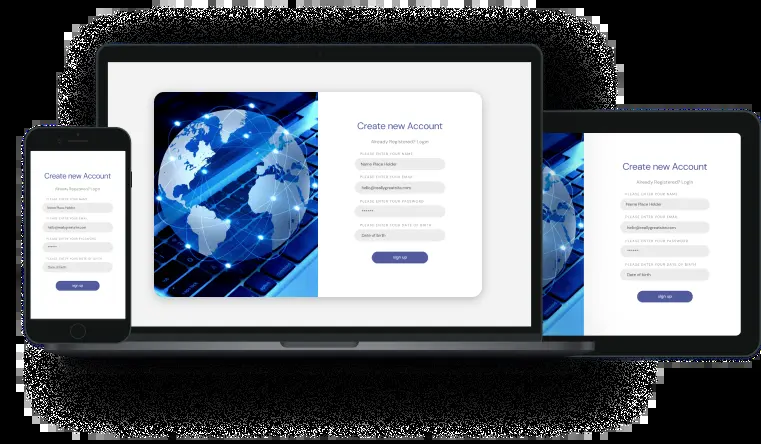 Create new Account
Already Registered? Login
PLEASE ENTER YOUR NAME
Name Place Holder
PLEASE ENTER YOUR EMAIL
hello@reallygreatsite.com
PLEASE ENTER YOUR PASSWORD
••••••
PLEASE ENTER YOUR DATE OF BIRTH
Date of Birth
sign up
Create new Account
Already Registered? Login
PLEASE ENTER YOUR NAME
Name Place Holder
PLEASE ENTER YOUR EMAIL
hello@reallygreatsite.com
PLEASE ENTER YOUR PASSWORD
••••••
PLEASE ENTER YOUR DATE OF BIRTH
Date of Birth
sign up
Create new Account
Already Registered? Login
PLEASE ENTER YOUR NAME
Name Place Holder
PLEASE ENTER YOUR EMAIL
hello@reallygreatsite.com
PLEASE ENTER YOUR PASSWORD
••••••
PLEASE ENTER YOUR DATE OF BIRTH
Date of birth
sign up